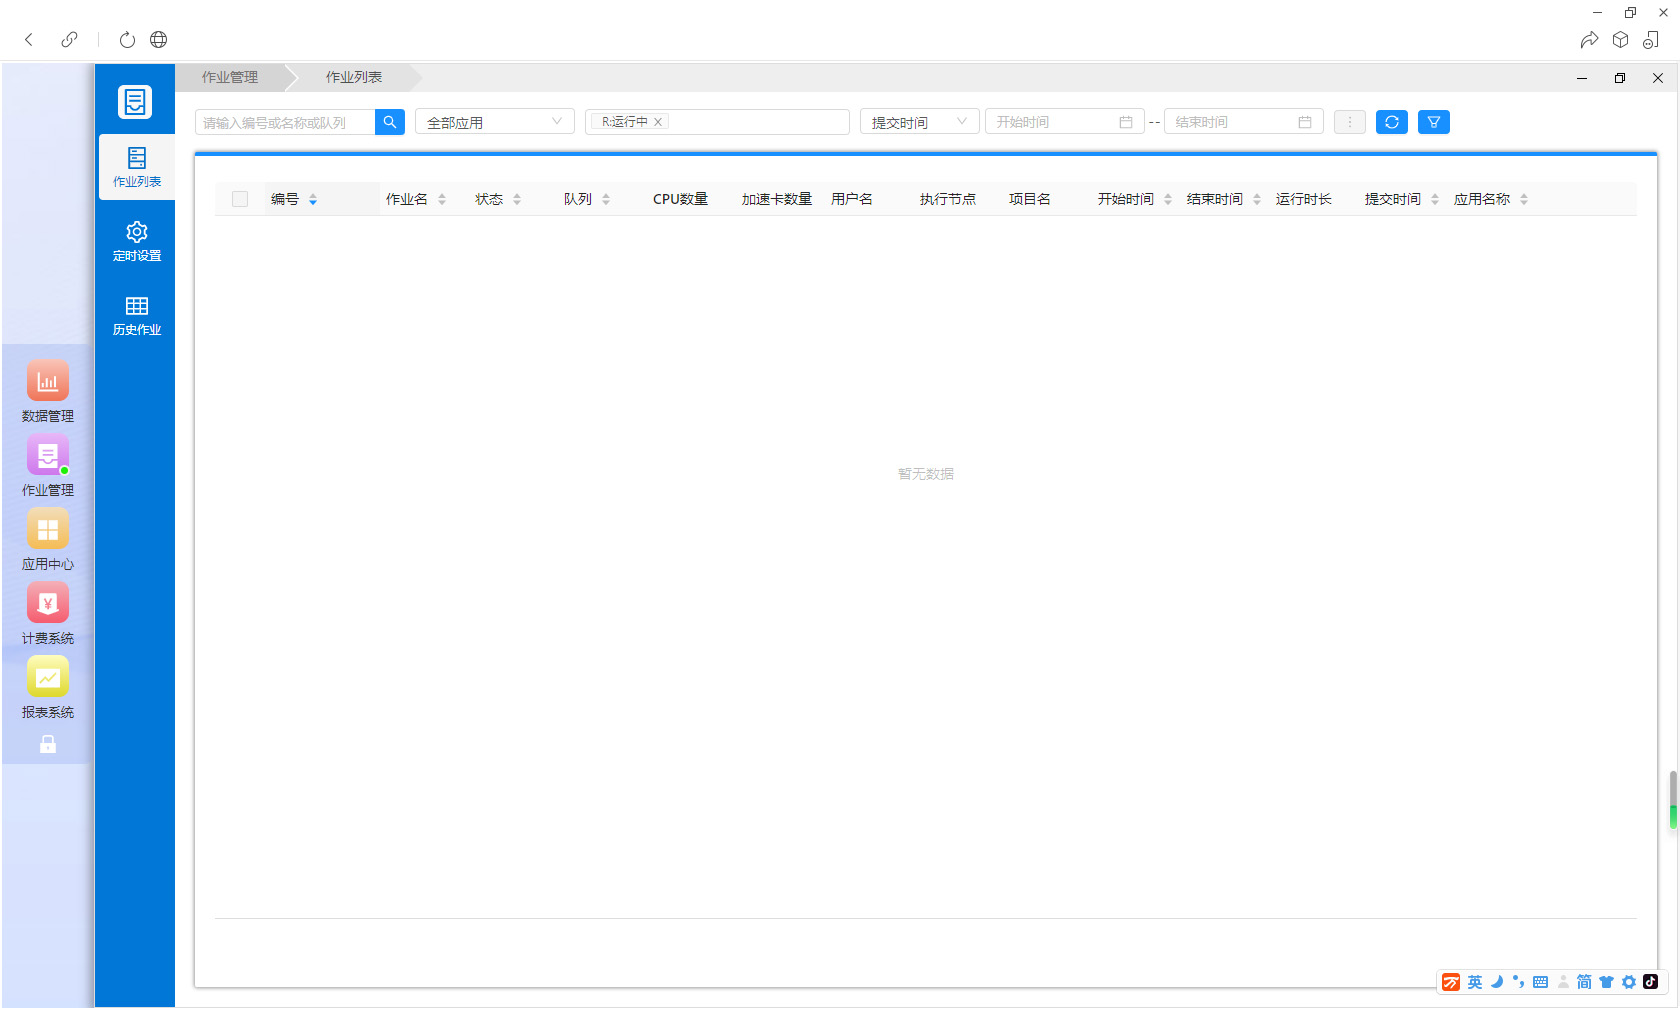 作业管理 作业列表
请输入编号或名称或队列 全部应用 R:运行中 提交时间 开始时间 -- 结束时间
作业列表
定时设置
历史作业
编号 作业名 状态 队列 CPU数量 加速卡数量 用户名 执行节点 项目名 开始时间 结束时间 运行时长 提交时间 应用名称
暂无数据
数据管理
作业管理
应用中心
计费系统
报表系统
英 简